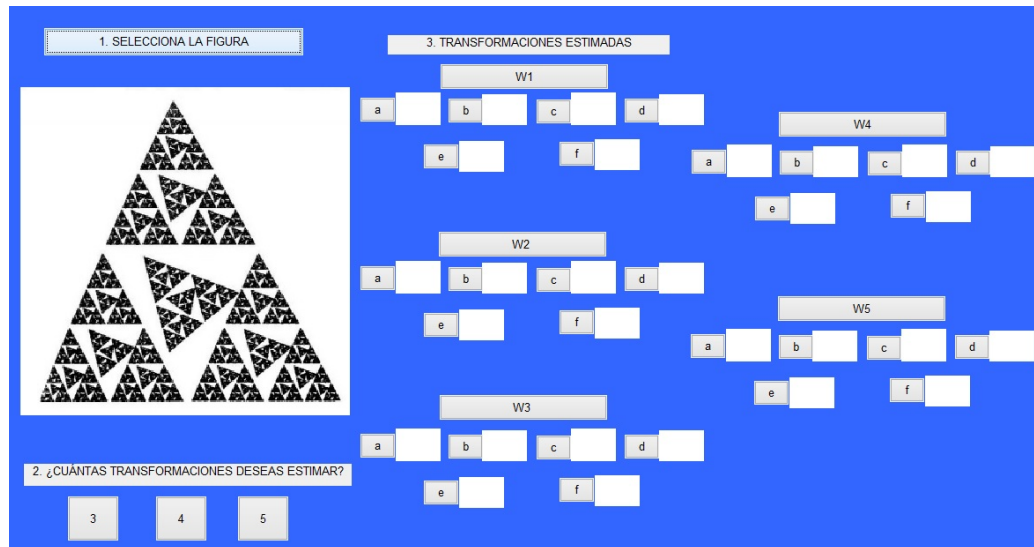 1. SELECCIONA LA FIGURA
3. TRANSFORMACIONES ESTIMADAS
W1
a b c d
e f
W2
a b c d
e f
W3
a b c d
e f
W4
a b c d
e f
W5
a b c d
e f
2. ¿CUÁNTAS TRANSFORMACIONES DESEAS ESTIMAR?
3 4 5